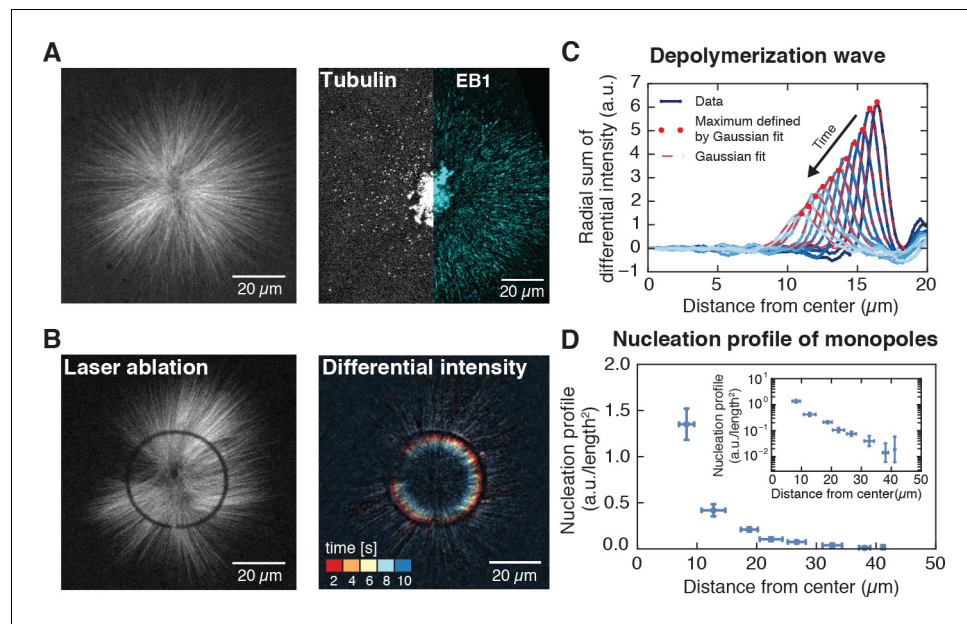 A
20 µm
Tubulin
EB1
20 µm
B
Laser ablation
20 µm
Differential intensity
time [s]
2 4 6 8 10
20 µm
C
Depolymerization wave
Radial sum of
differential intensity (a.u.)
7
6
5
4
3
2
1
0
−1
Data
Maximum defined
by Gaussian fit
Gaussian fit
Time
0 5 10 15 20
Distance from center (µm)
D
Nucleation profile of monopoles
Nucleation profile
(a.u./length²)
2.0
1.5
1.0
0.5
0.0
Nucleation profile
(a.u./length²)
10¹
10⁰
10⁻¹
10⁻²
0 10 20 30 40 50
Distance from center(µm)
0 10 20 30 40 50
Distance from center (µm)